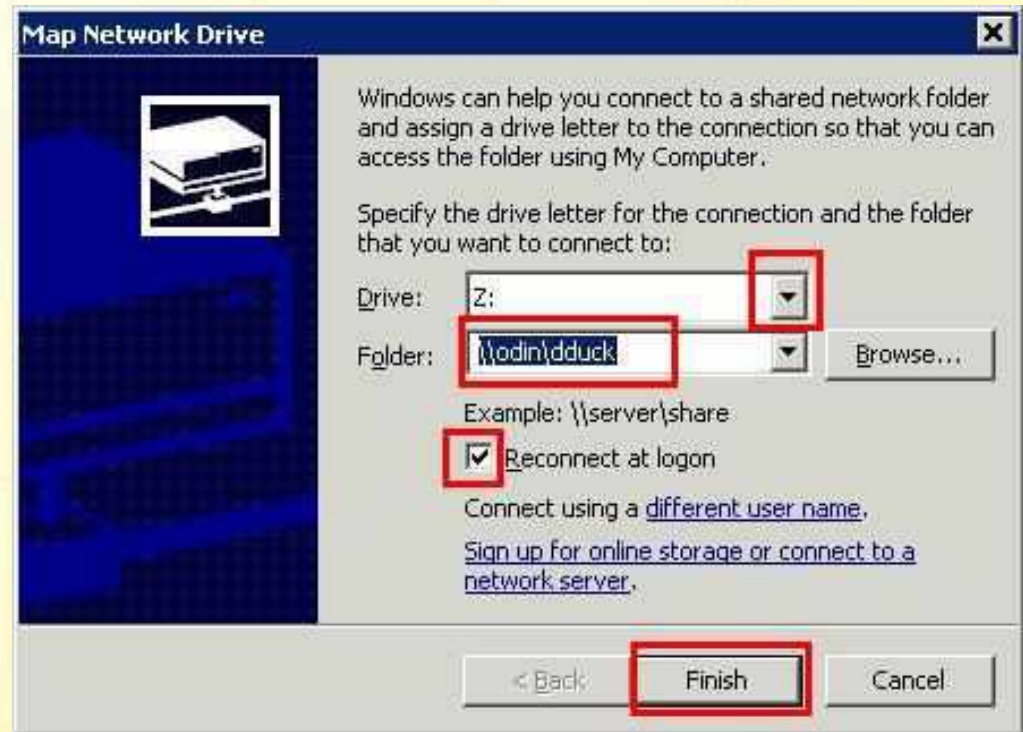 Map Network Drive
Windows can help you connect to a shared network folder
and assign a drive letter to the connection so that you can
access the folder using My Computer.
Specify the drive letter for the connection and the folder
that you want to connect to:
Drive: Z:
Folder: \\odin\dduck Browse...
Example: \\server\share
Reconnect at logon
Connect using a different user name.
Sign up for online storage or connect to a
network server.
< Back Finish Cancel